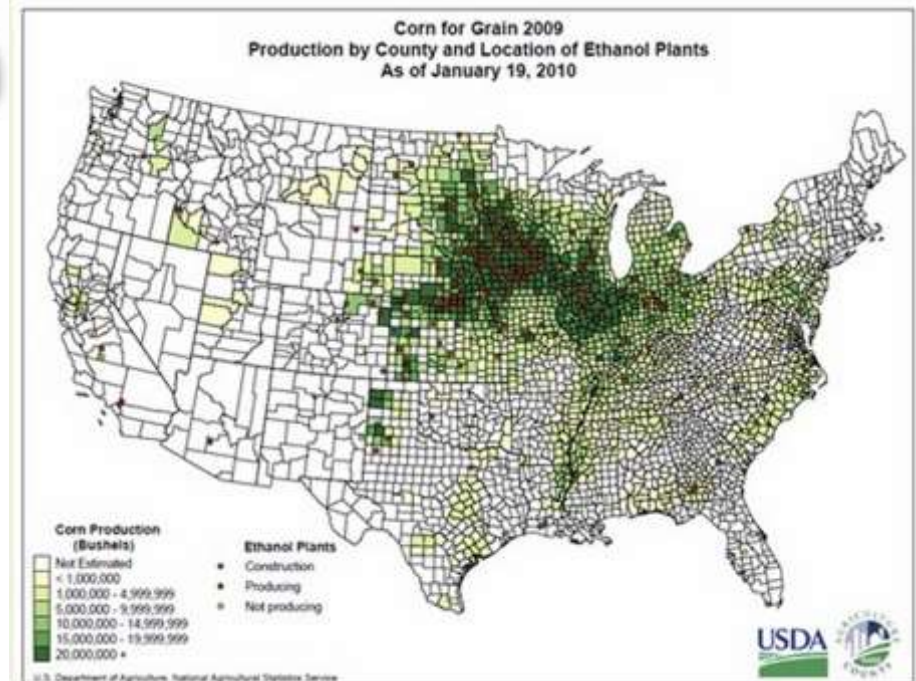 Corn for Grain 2009
Production by County and Location of Ethanol Plants
As of January 19, 2010
Corn Production
(Bushels)
Not Estimated
< 1,000,000
1,000,000 - 4,999,999
5,000,000 - 9,999,999
10,000,000 - 14,999,999
15,000,000 - 19,999,999
20,000,000 +
Ethanol Plants
Construction
Producing
Not producing
USDA
AGRICULTURE
COUNTS
U.S. Department of Agriculture, National Agricultural Statistics Service